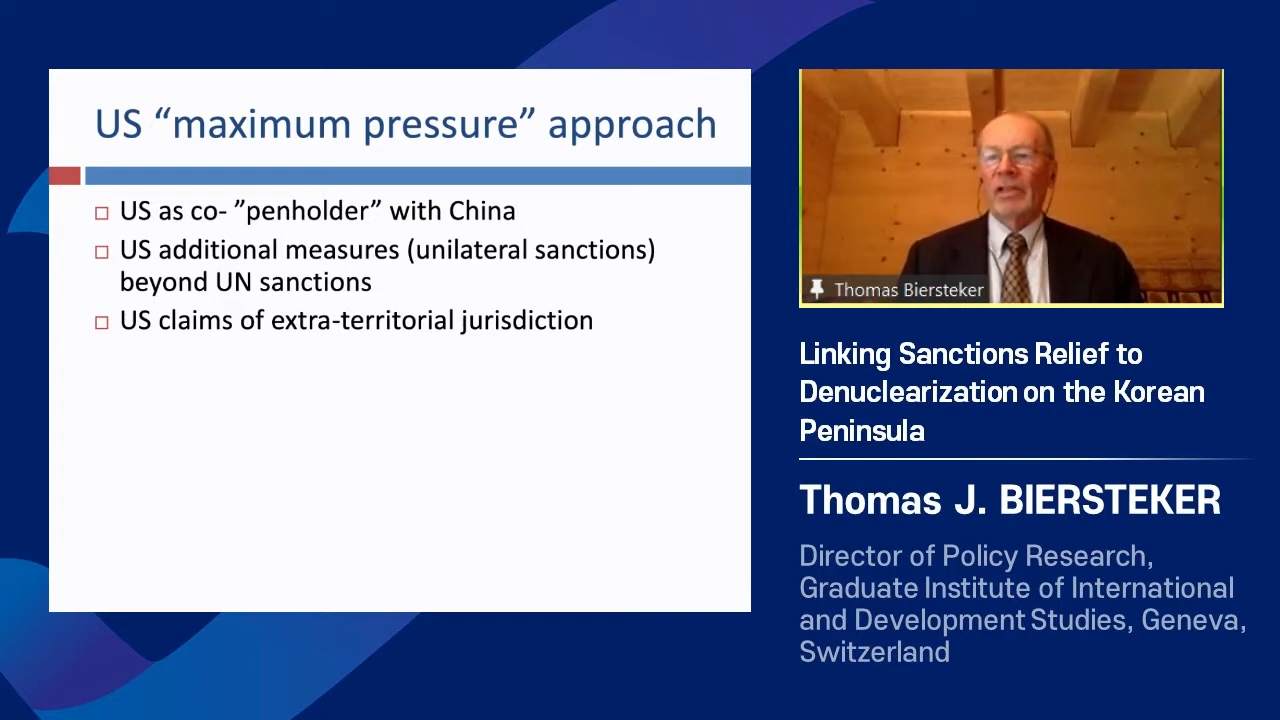 US “maximum pressure” approach
US as co- ”penholder” with China
US additional measures (unilateral sanctions)
beyond UN sanctions
US claims of extra-territorial jurisdiction
Thomas Biersteker
Linking Sanctions Relief to
Denuclearization on the Korean
Peninsula
Thomas J. BIERSTEKER
Director of Policy Research,
Graduate Institute of International
and Development Studies, Geneva,
Switzerland